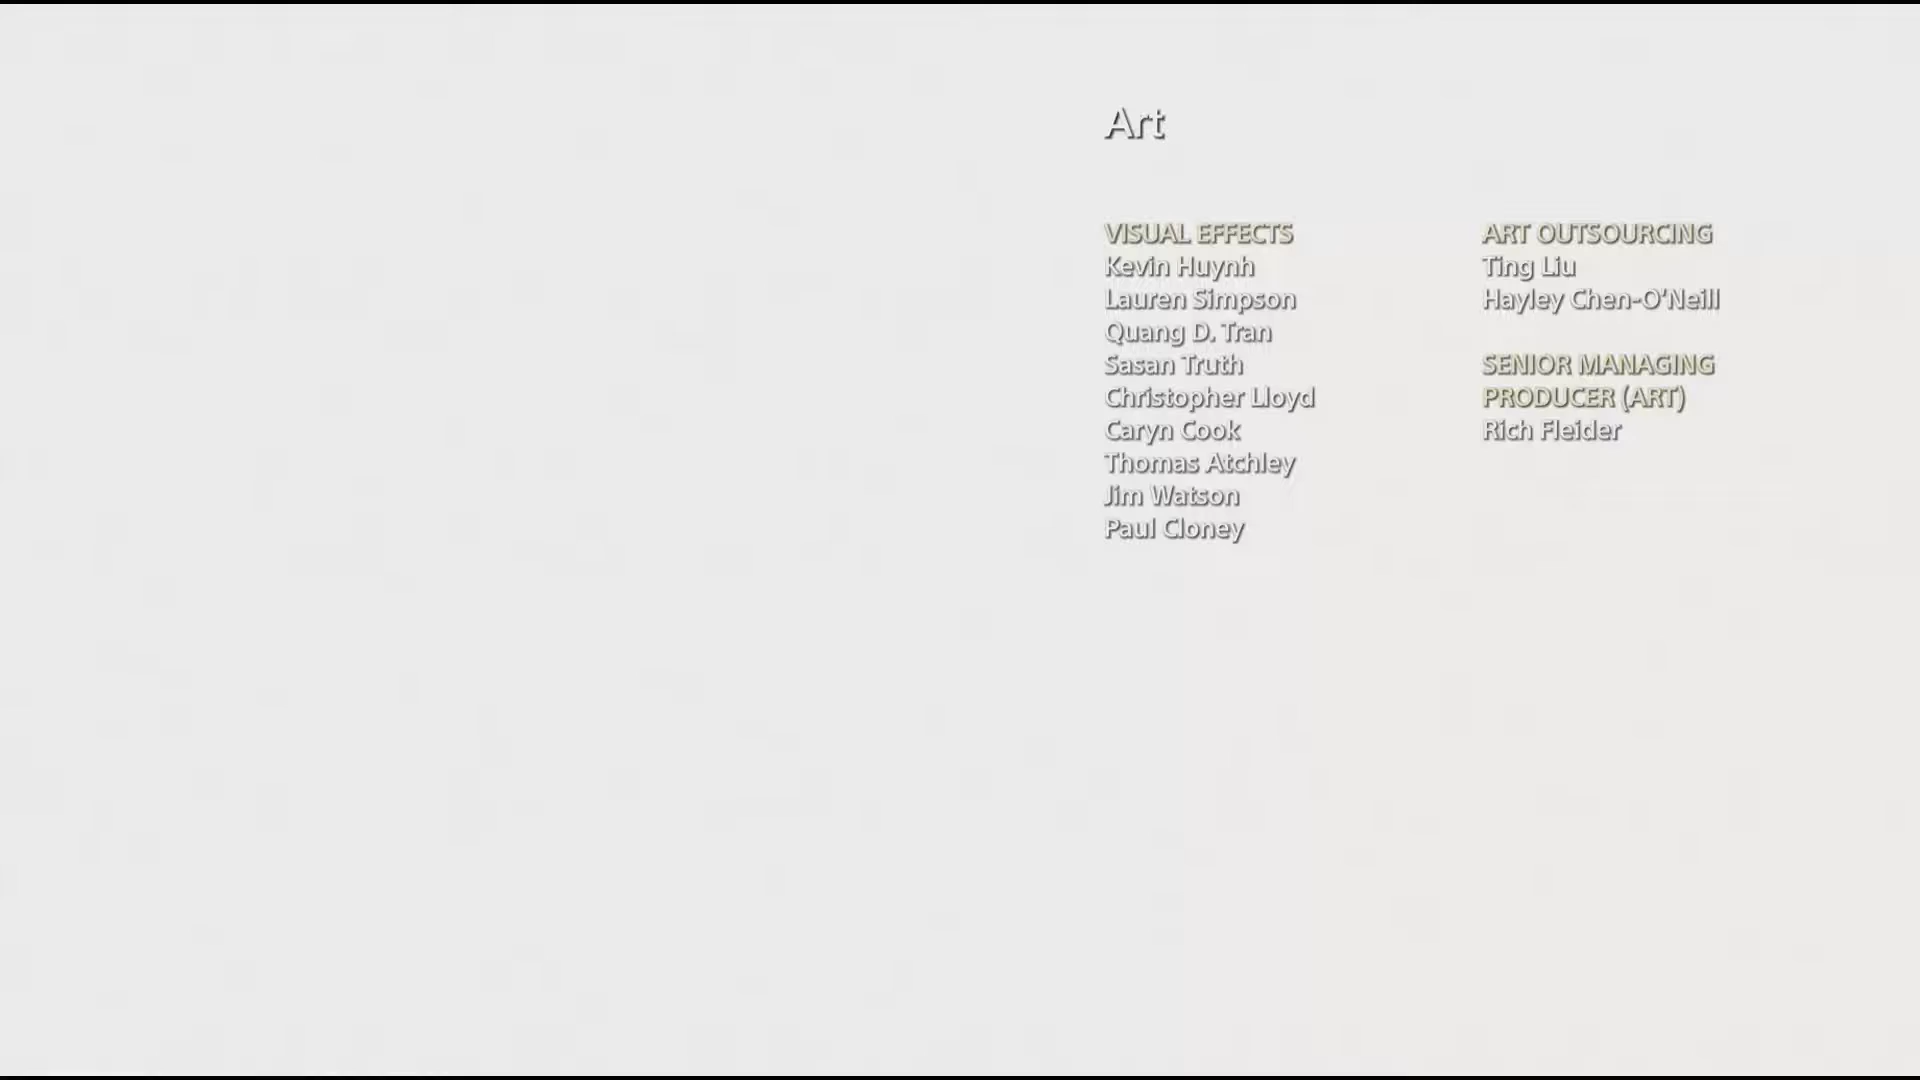 Art
VISUAL EFFECTS
Kevin Huynh
Lauren Simpson
Quang D. Tran
Sasan Truth
Christopher Lloyd
Caryn Cook
Thomas Atchley
Jim Watson
Paul Cloney
ART OUTSOURCING
Ting Liu
Hayley Chen-O'Neill
SENIOR MANAGING
PRODUCER (ART)
Rich Fleider